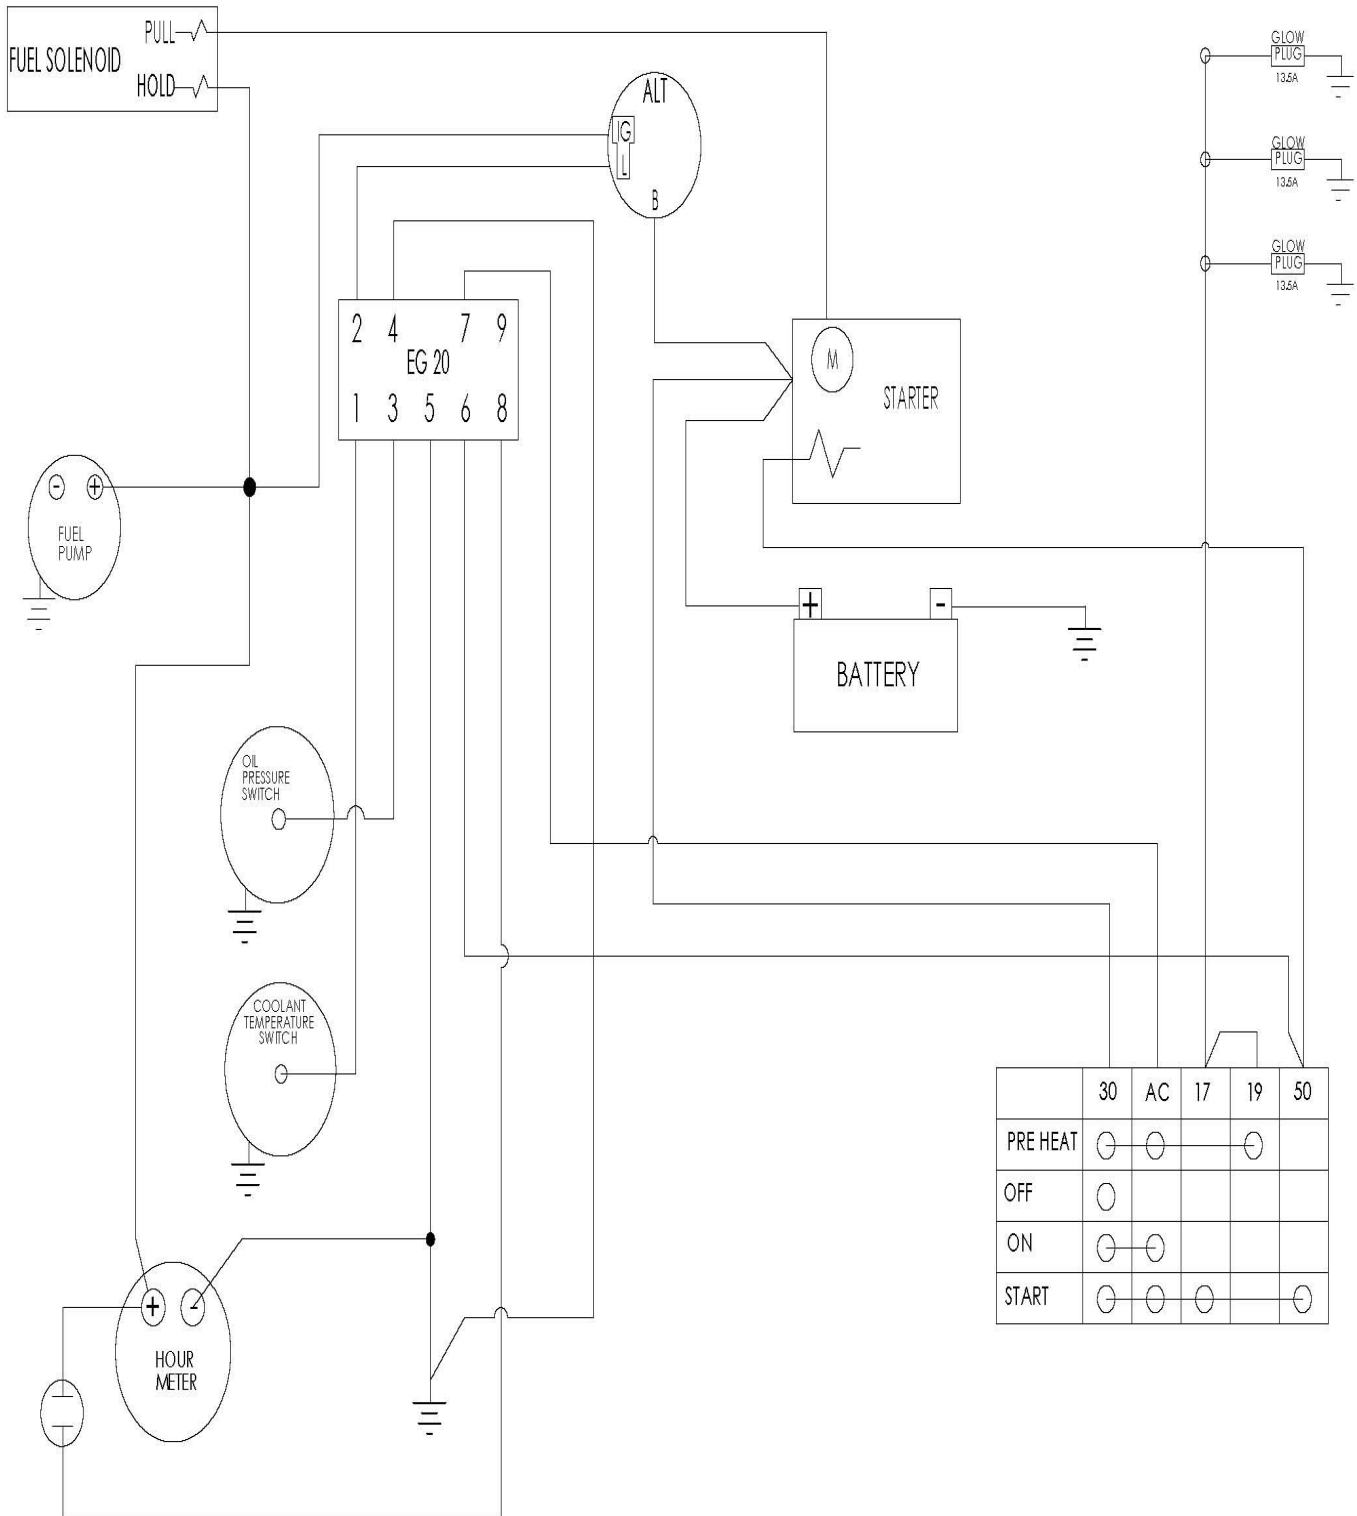 FUEL SOLENOID
PULL
HOLD
ALT
IG
L
B
GLOW
PLUG
13.5A
GLOW
PLUG
13.5A
GLOW
PLUG
13.5A
2 4 7 9
EG 20
1 3 5 6 8
M
STARTER
- +
FUEL
PUMP
+ -
BATTERY
OIL
PRESSURE
SWITCH
COOLANT
TEMPERATURE
SWITCH
+ -
HOUR
METER
30 AC 17 19 50
PRE HEAT
OFF
ON
START